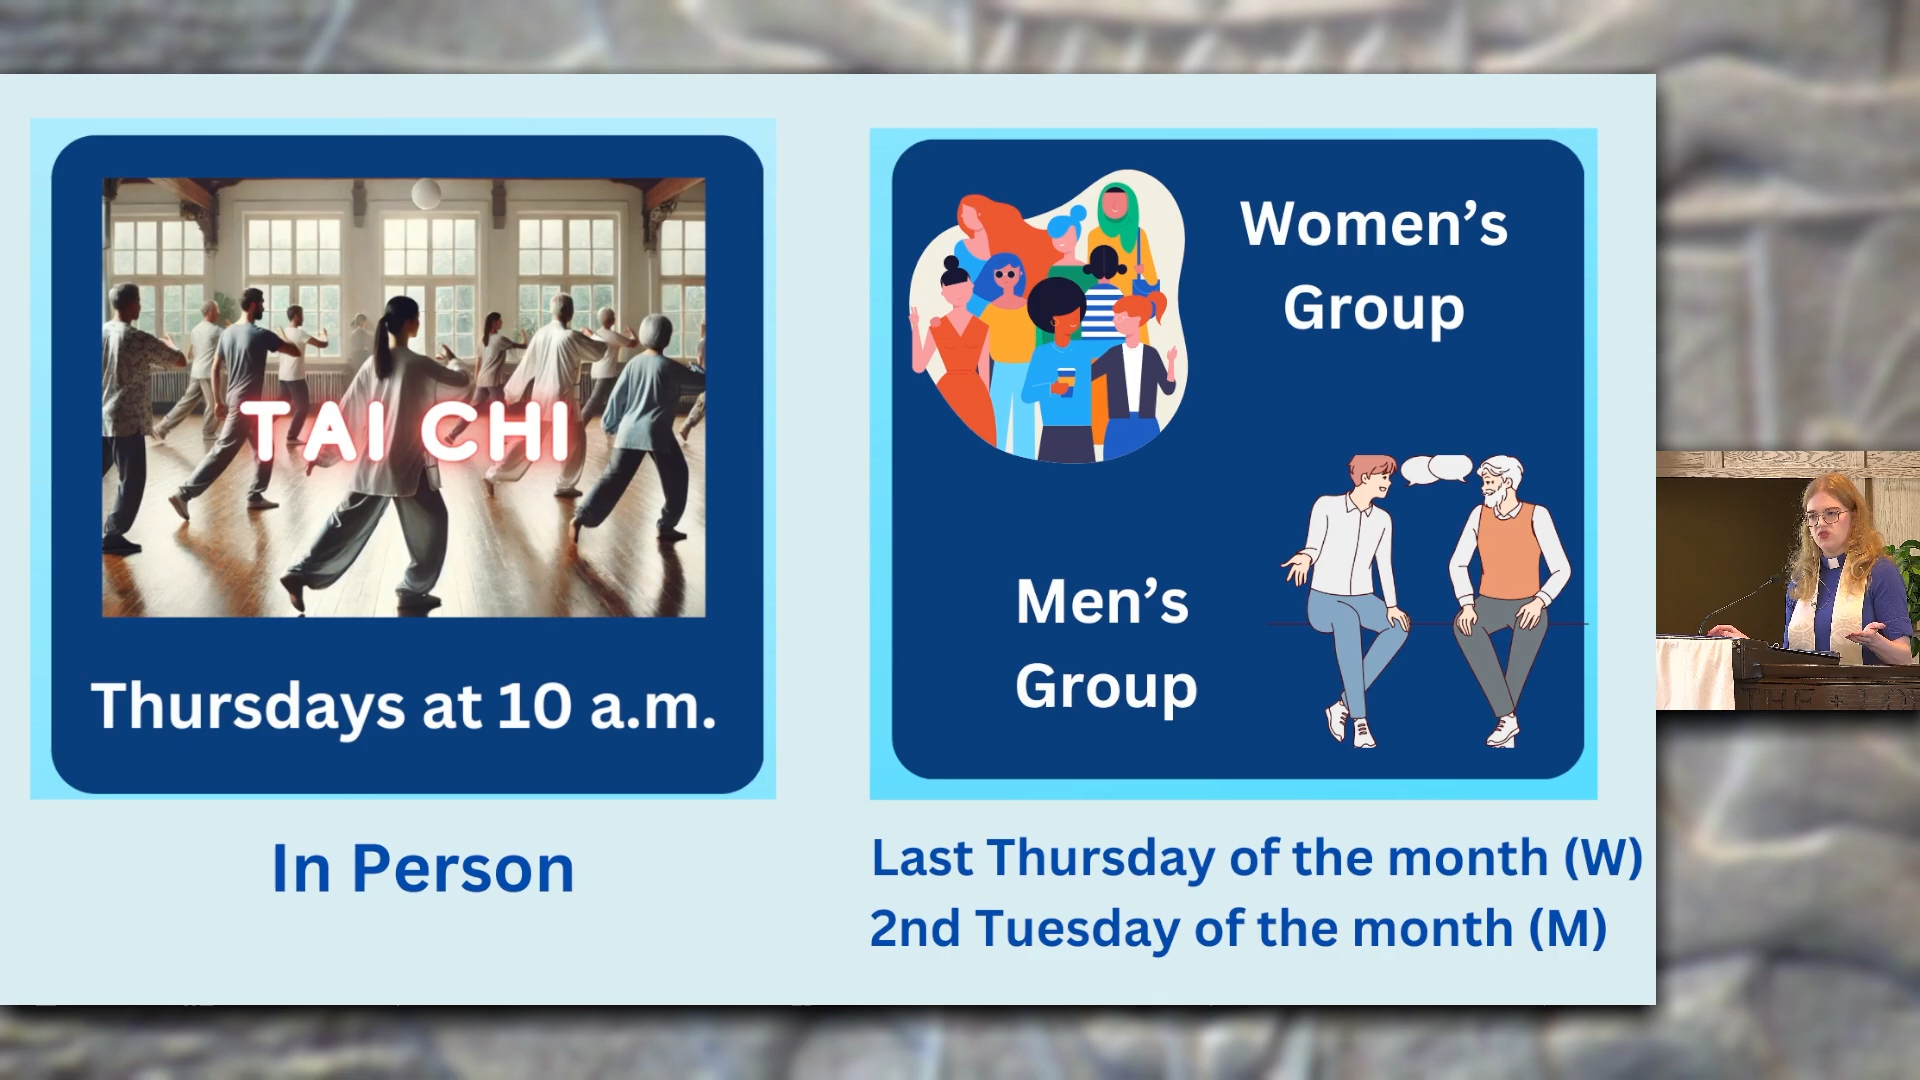 TAI CHI
Thursdays at 10 a.m.
In Person
Women's
Group
Men's
Group
Last Thursday of the month (W)
2nd Tuesday of the month (M)